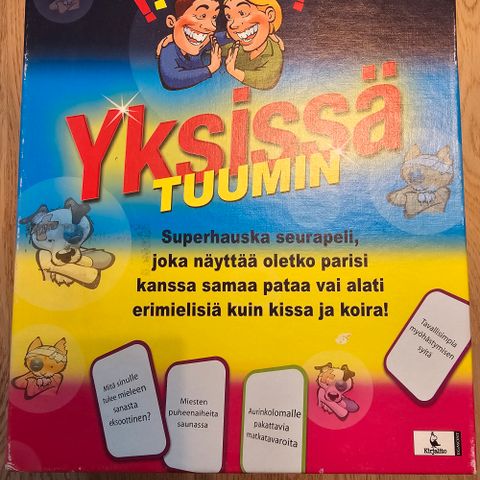 Yksissä
TUUMIN
Superhauska seurapeli,
joka näyttää oletko parisi
kanssa samaa pataa vai alati
erimielisiä kuin kissa ja koira!
Tavallisimpia
myöhästymisen
syitä
Mitä sinulle
tulee mieleen
sanasta
eksoottinen?
Miesten
puheenaiheita
saunassa
Aurinkolomalle
pakattavia
matkatavaroita
Kirjalito